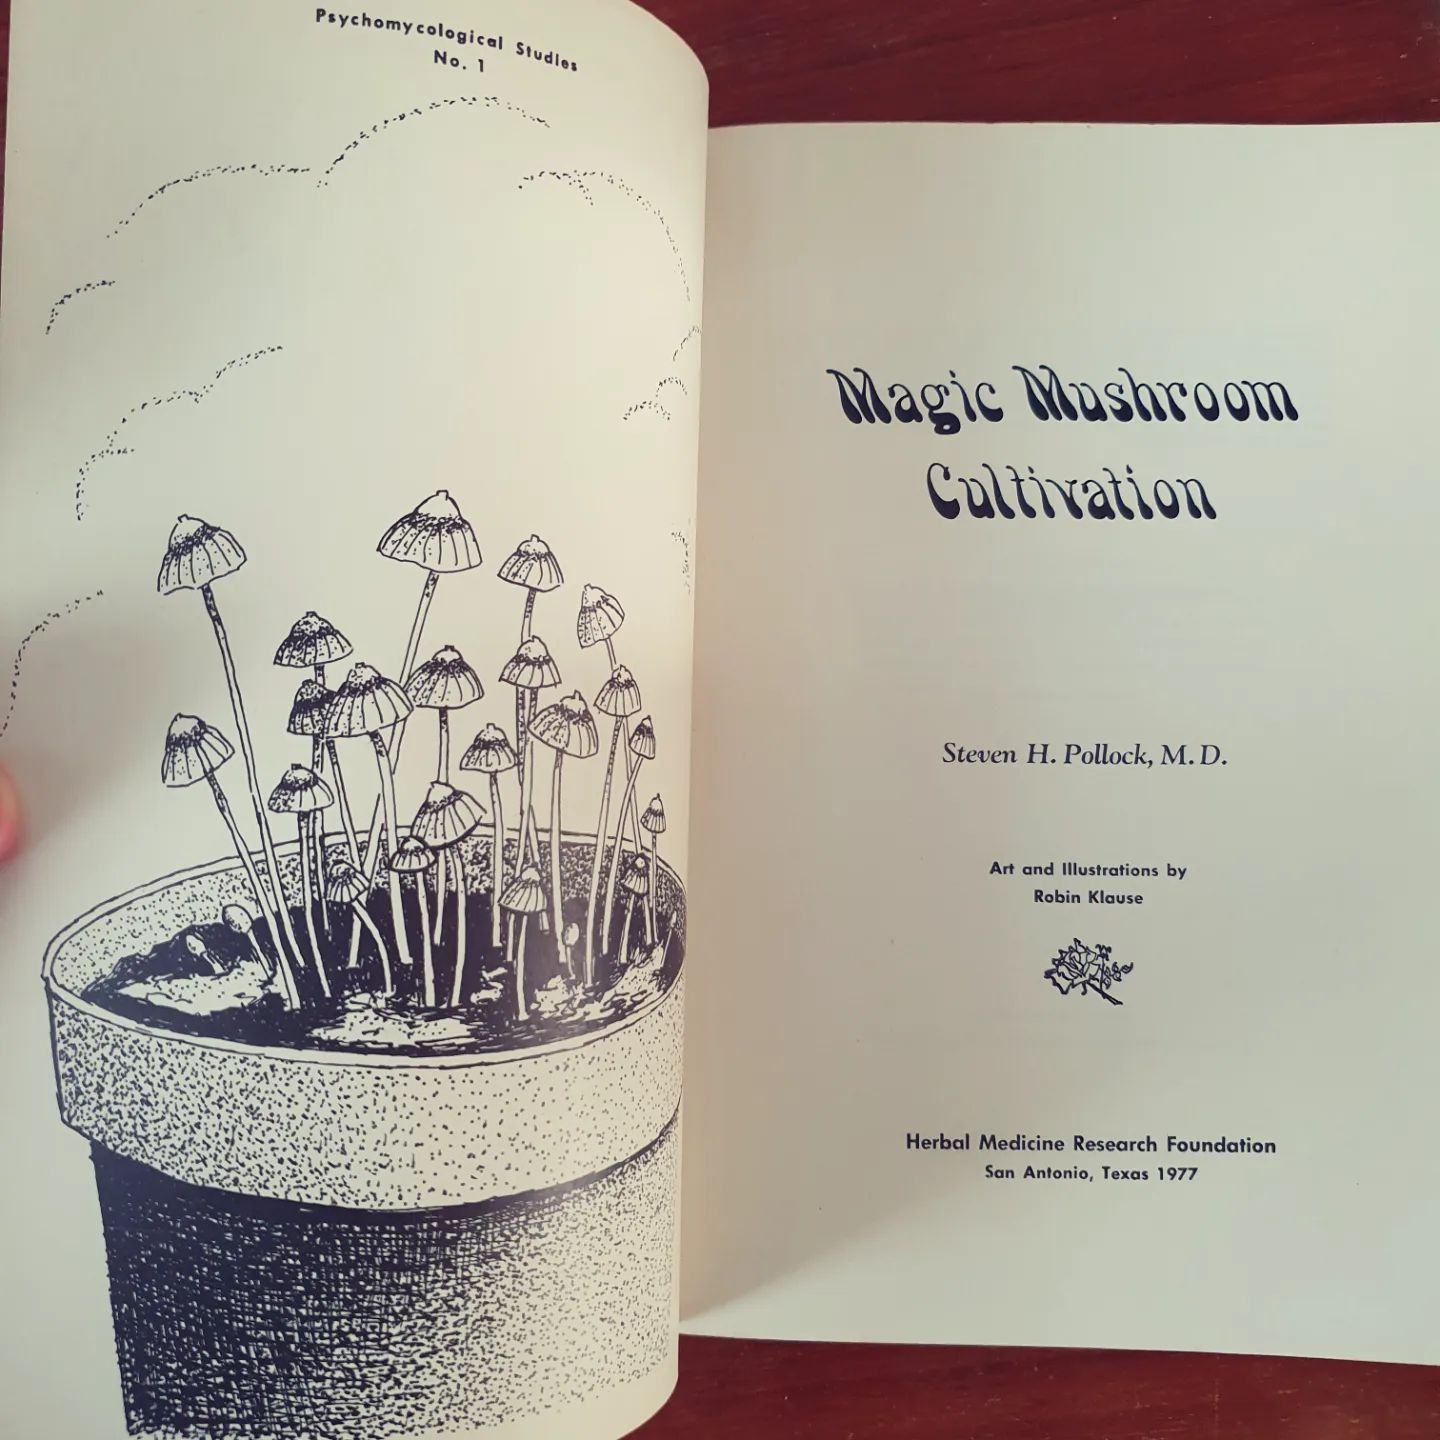 Psychomycological Studies
No. 1
Magic Mushroom
Cultivation
Steven H. Pollock, M.D.
Art and Illustrations by
Robin Klause
Herbal Medicine Research Foundation
San Antonio, Texas 1977